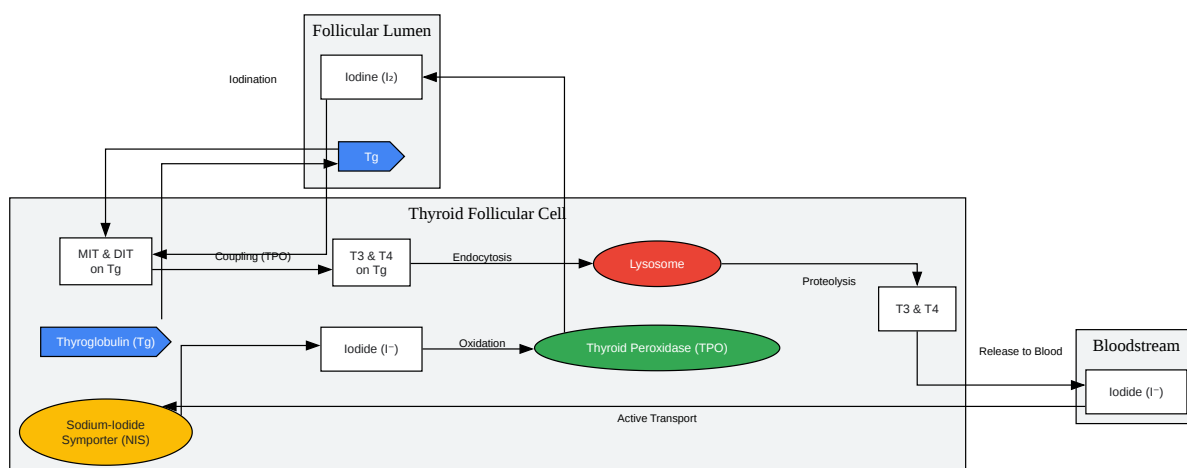 Follicular Lumen
Iodine (I₂)
Iodination
Tg
Thyroid Follicular Cell
MIT & DIT
on Tg
Coupling (TPO)
T3 & T4
on Tg
Endocytosis
Lysosome
Proteolysis
T3 & T4
Thyroglobulin (Tg)
Iodide (I⁻)
Oxidation
Thyroid Peroxidase (TPO)
Release to Blood
Bloodstream
Iodide (I⁻)
Active Transport
Sodium-Iodide
Symporter (NIS)